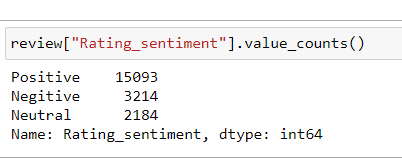 review["Rating_sentiment"].value_counts()
Positive    15093
Negitive     3214
Neutral      2184
Name: Rating_sentiment, dtype: int64